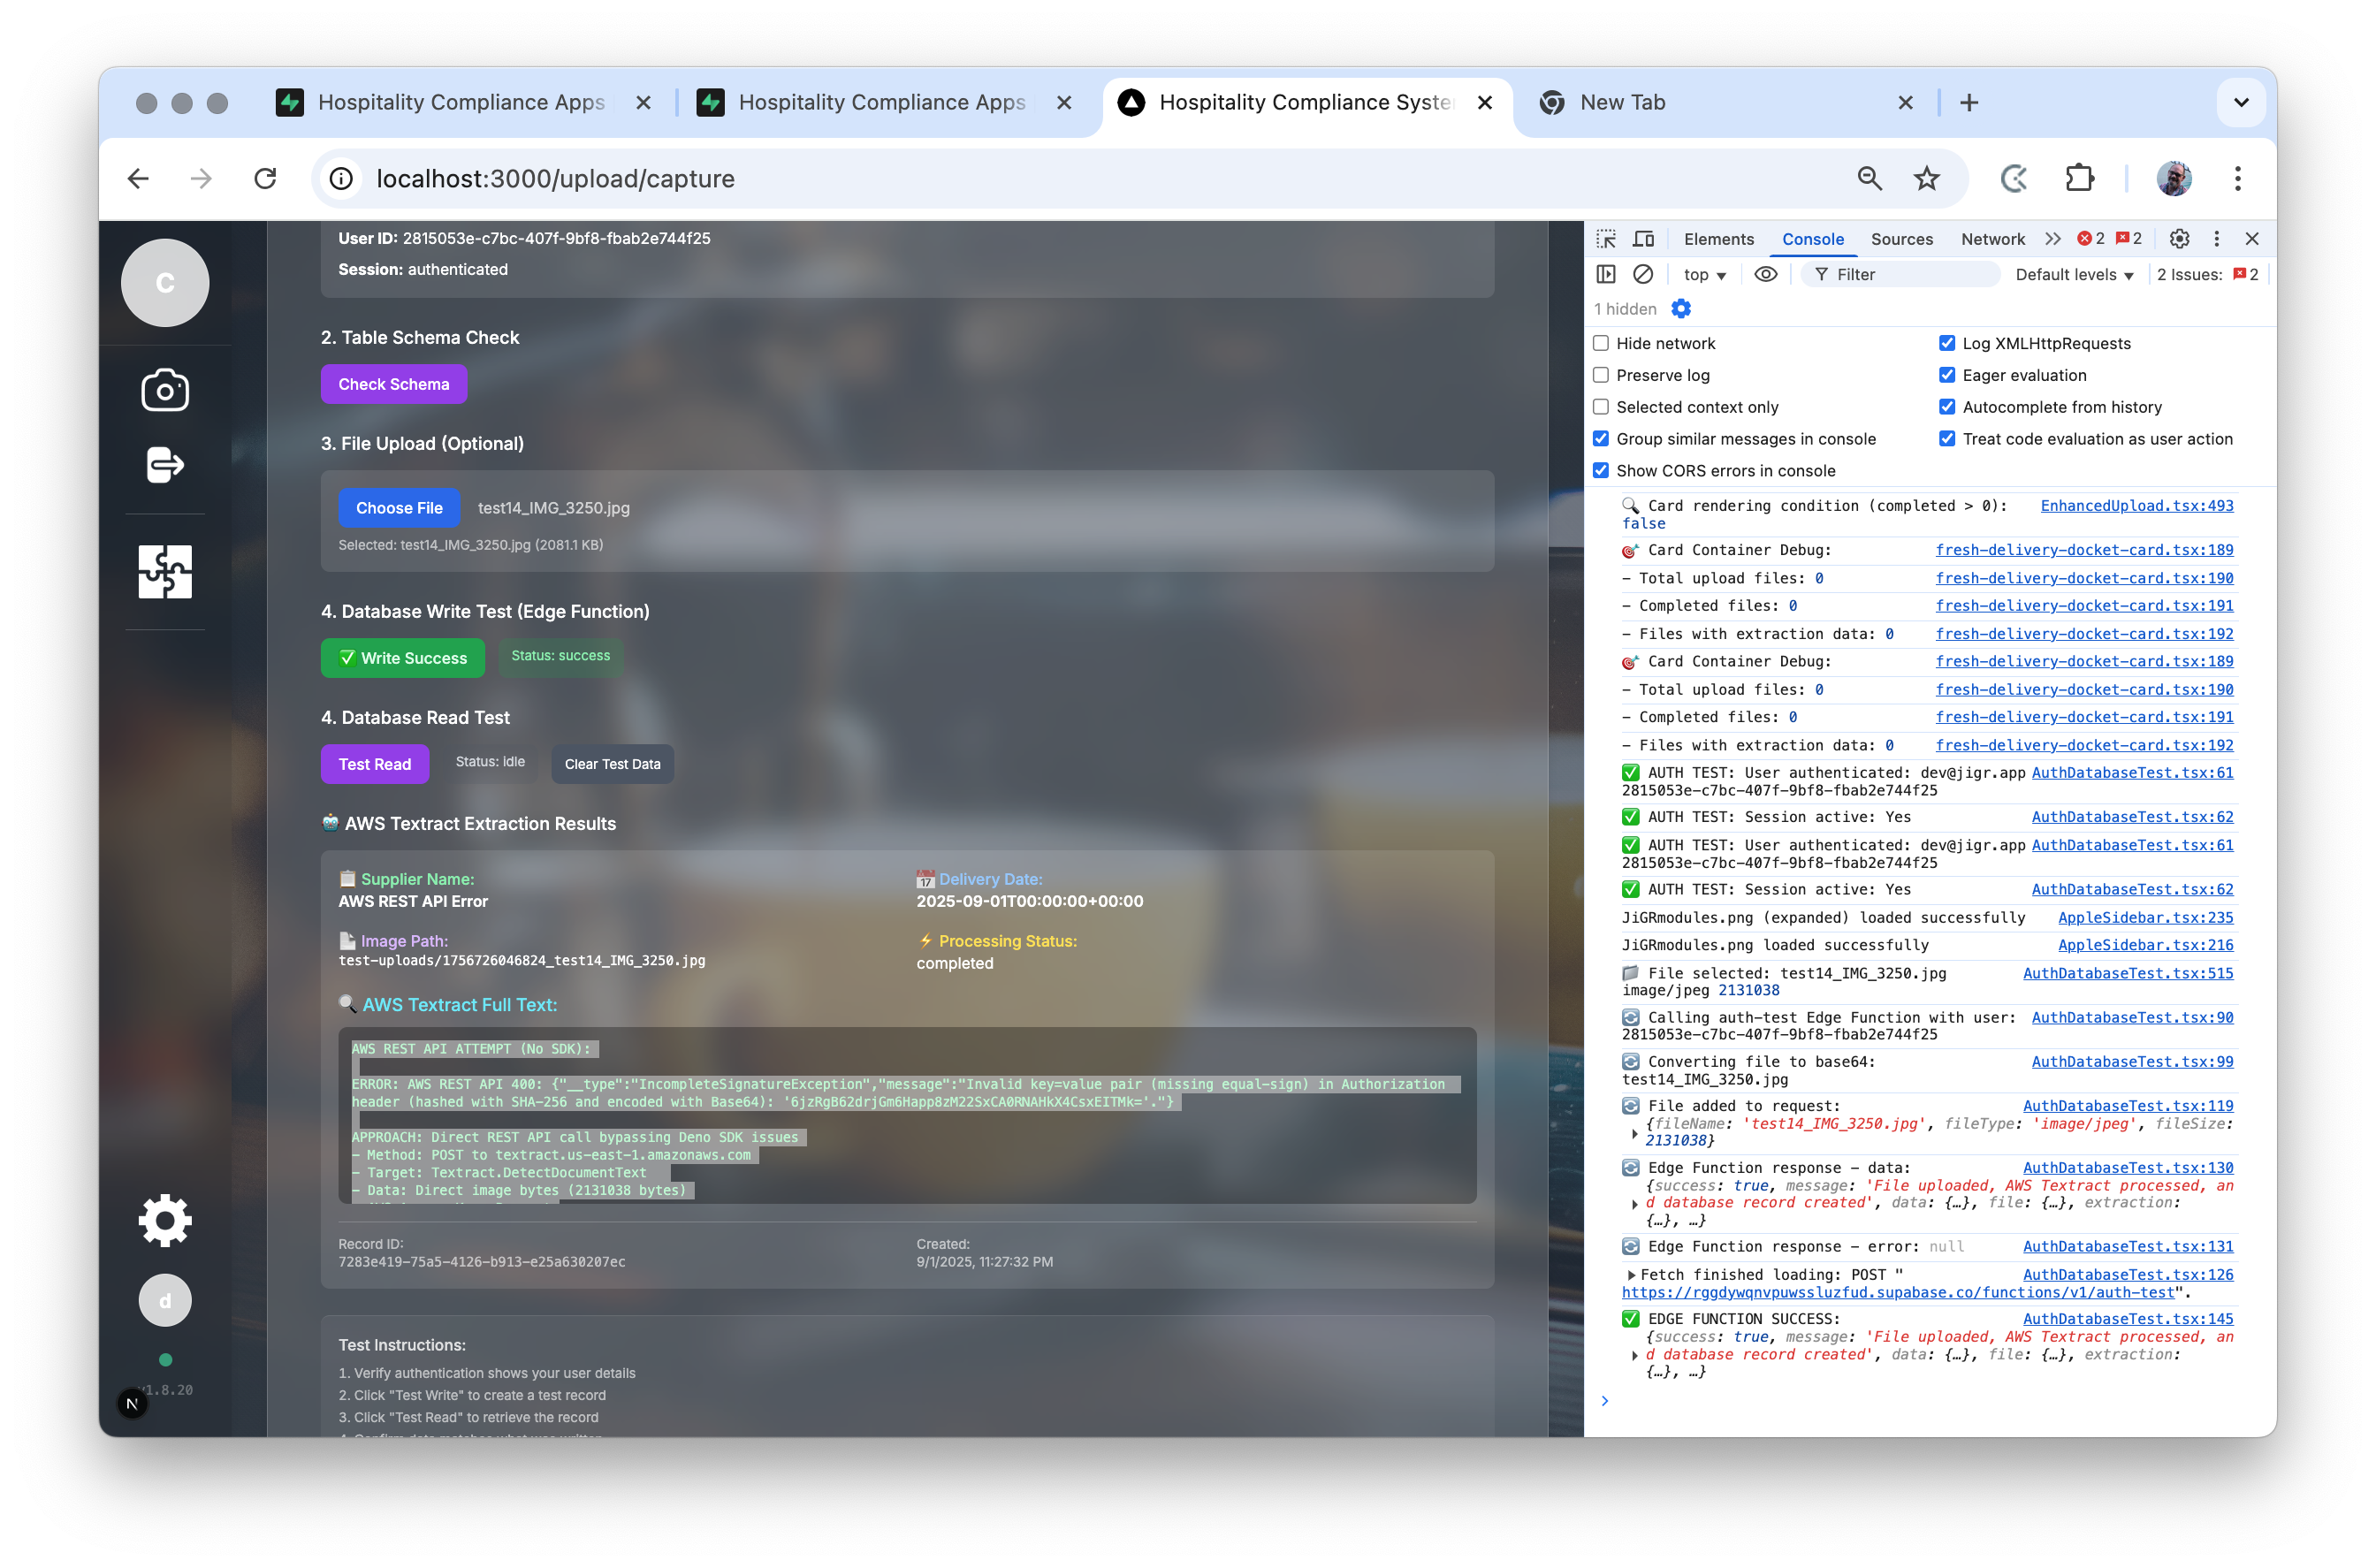 Hospitality Compliance Apps
Hospitality Compliance Apps
Hospitality Compliance Syste
New Tab
localhost:3000/upload/capture
C
d
v1.8.20
N
User ID: 2815053e-c7bc-407f-9bf8-fbab2e744f25
Session: authenticated
2. Table Schema Check
Check Schema
3. File Upload (Optional)
Choose File test14_IMG_3250.jpg
Selected: test14_IMG_3250.jpg (2081.1 KB)
4. Database Write Test (Edge Function)
✅ Write Success Status: success
4. Database Read Test
Test Read Status: idle Clear Test Data
🤖 AWS Textract Extraction Results
📋 Supplier Name:
AWS REST API Error
📅 Delivery Date:
2025-09-01T00:00:00+00:00
📄 Image Path:
test-uploads/1756726046824_test14_IMG_3250.jpg
⚡ Processing Status:
completed
🔍 AWS Textract Full Text:
AWS REST API ATTEMPT (No SDK):
ERROR: AWS REST API 400: {"__type":"IncompleteSignatureException","message":"Invalid key=value pair (missing equal-sign) in Authorization
header (hashed with SHA-256 and encoded with Base64): '6jzRgB62drjGm6Happ8zM22SxCA0RNAHkX4CsxEITMk='."}
APPROACH: Direct REST API call bypassing Deno SDK issues
- Method: POST to textract.us-east-1.amazonaws.com
- Target: Textract.DetectDocumentText
- Data: Direct image bytes (2131038 bytes)
Record ID:
7283e419-75a5-4126-b913-e25a630207ec
Created:
9/1/2025, 11:27:32 PM
Test Instructions:
1. Verify authentication shows your user details
2. Click "Test Write" to create a test record
3. Click "Test Read" to retrieve the record
Elements Console Sources Network 2 2
top Filter Default levels 2 Issues: 2
1 hidden
Hide network Log XMLHttpRequests
Preserve log Eager evaluation
Selected context only Autocomplete from history
Group similar messages in console Treat code evaluation as user action
Show CORS errors in console
🔍 Card rendering condition (completed > 0): EnhancedUpload.tsx:493
false
🎯 Card Container Debug: fresh-delivery-docket-card.tsx:189
- Total upload files: 0 fresh-delivery-docket-card.tsx:190
- Completed files: 0 fresh-delivery-docket-card.tsx:191
- Files with extraction data: 0 fresh-delivery-docket-card.tsx:192
🎯 Card Container Debug: fresh-delivery-docket-card.tsx:189
- Total upload files: 0 fresh-delivery-docket-card.tsx:190
- Completed files: 0 fresh-delivery-docket-card.tsx:191
- Files with extraction data: 0 fresh-delivery-docket-card.tsx:192
✅ AUTH TEST: User authenticated: dev@jigr.app AuthDatabaseTest.tsx:61
2815053e-c7bc-407f-9bf8-fbab2e744f25
✅ AUTH TEST: Session active: Yes AuthDatabaseTest.tsx:62
✅ AUTH TEST: User authenticated: dev@jigr.app AuthDatabaseTest.tsx:61
2815053e-c7bc-407f-9bf8-fbab2e744f25
✅ AUTH TEST: Session active: Yes AuthDatabaseTest.tsx:62
JiGRmodules.png (expanded) loaded successfully AppleSidebar.tsx:235
JiGRmodules.png loaded successfully AppleSidebar.tsx:216
📁 File selected: test14_IMG_3250.jpg AuthDatabaseTest.tsx:515
image/jpeg 2131038
🔄 Calling auth-test Edge Function with user: AuthDatabaseTest.tsx:90
2815053e-c7bc-407f-9bf8-fbab2e744f25
🔄 Converting file to base64: AuthDatabaseTest.tsx:99
test14_IMG_3250.jpg
🔄 File added to request: AuthDatabaseTest.tsx:119
{fileName: 'test14_IMG_3250.jpg', fileType: 'image/jpeg', fileSize:
2131038}
🔄 Edge Function response - data: AuthDatabaseTest.tsx:130
{success: true, message: 'File uploaded, AWS Textract processed, an
d database record created', data: {…}, file: {…}, extraction:
{…}, …}
🔄 Edge Function response - error: null AuthDatabaseTest.tsx:131
Fetch finished loading: POST " AuthDatabaseTest.tsx:126
https://rggdywqnvpuwssluzfud.supabase.co/functions/v1/auth-test".
✅ EDGE FUNCTION SUCCESS: AuthDatabaseTest.tsx:145
{success: true, message: 'File uploaded, AWS Textract processed, an
d database record created', data: {…}, file: {…}, extraction:
{…}, …}